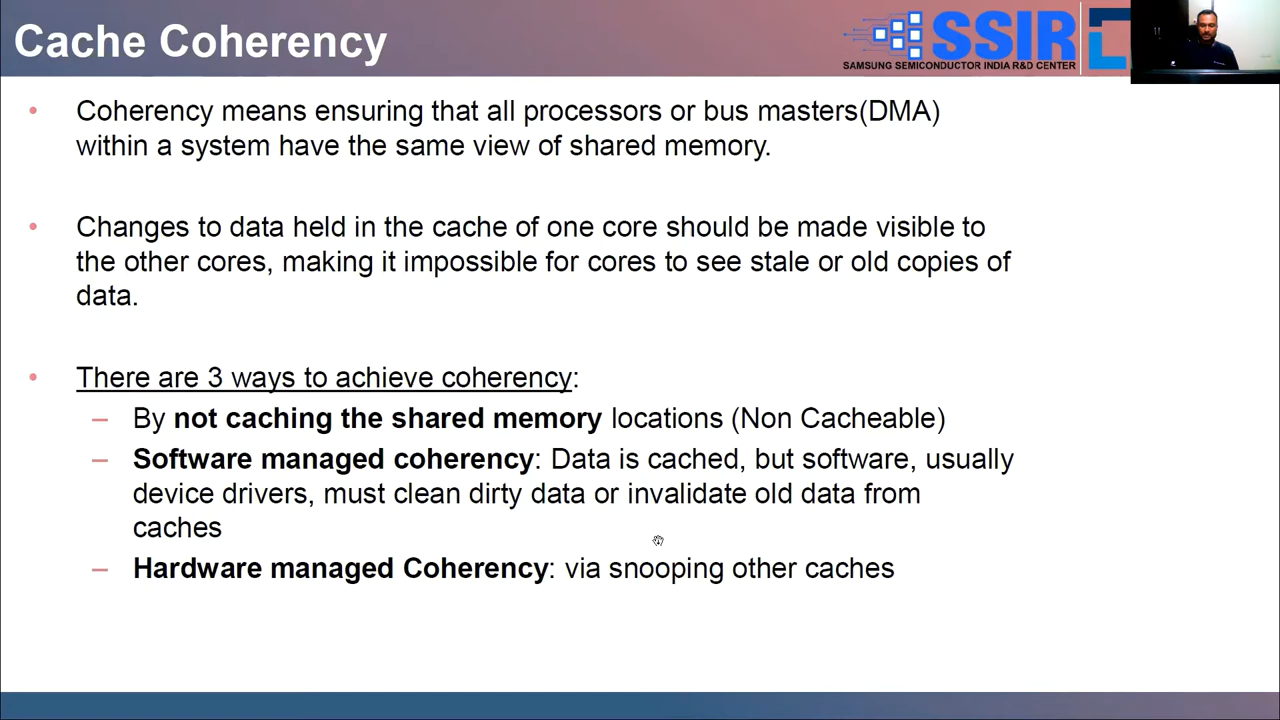 Cache Coherency
SSIR
SAMSUNG SEMICONDUCTOR INDIA R&D CENTER
• Coherency means ensuring that all processors or bus masters(DMA)
within a system have the same view of shared memory.
• Changes to data held in the cache of one core should be made visible to
the other cores, making it impossible for cores to see stale or old copies of
data.
• There are 3 ways to achieve coherency:
– By not caching the shared memory locations (Non Cacheable)
– Software managed coherency: Data is cached, but software, usually
device drivers, must clean dirty data or invalidate old data from
caches
– Hardware managed Coherency: via snooping other caches